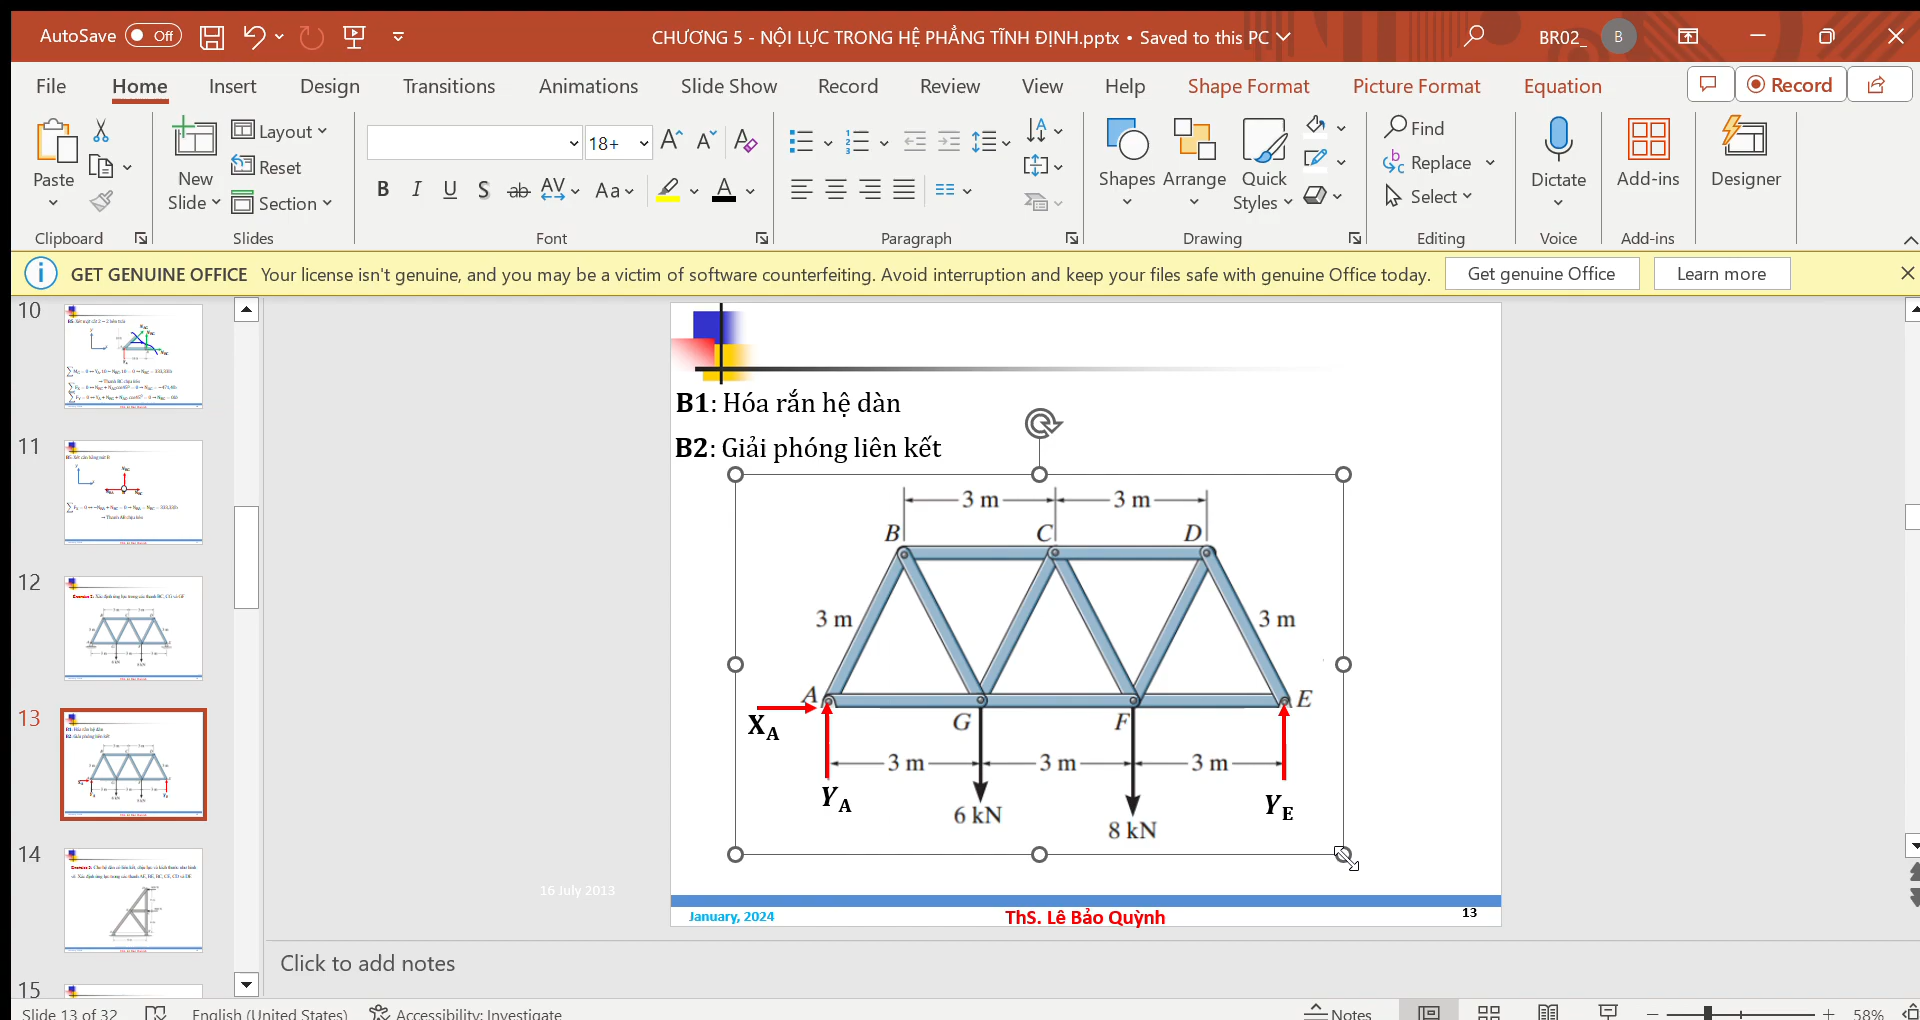 AutoSave Off
CHƯƠNG 5 - NỘI LỰC TRONG HỆ PHẲNG TĨNH ĐỊNH.pptx • Saved to this PC
BR02_ B
File Home Insert Design Transitions Animations Slide Show Record Review View Help Shape Format Picture Format Equation Record
Paste
Clipboard
New Slide
Layout
Reset
Section
Slides
18+
Font
Paragraph
Shapes Arrange Quick Styles
Drawing
Find
Replace
Select
Editing
Dictate
Voice
Add-ins
Add-ins
Designer
GET GENUINE OFFICE Your license isn't genuine, and you may be a victim of software counterfeiting. Avoid interruption and keep your files safe with genuine Office today. Get genuine Office Learn more
10
11
12
13
14
15
B1: Hóa rắn hệ dàn
B2: Giải phóng liên kết
3 m 3 m
B C D
3 m 3 m
A E
X_A G F
3 m 3 m 3 m
Y_A 6 kN 8 kN Y_E
16 July 2013
January, 2024 ThS. Lê Bảo Quỳnh 13
Click to add notes
Slide 13 of 32 English (United States) Accessibility: Investigate Notes 58%